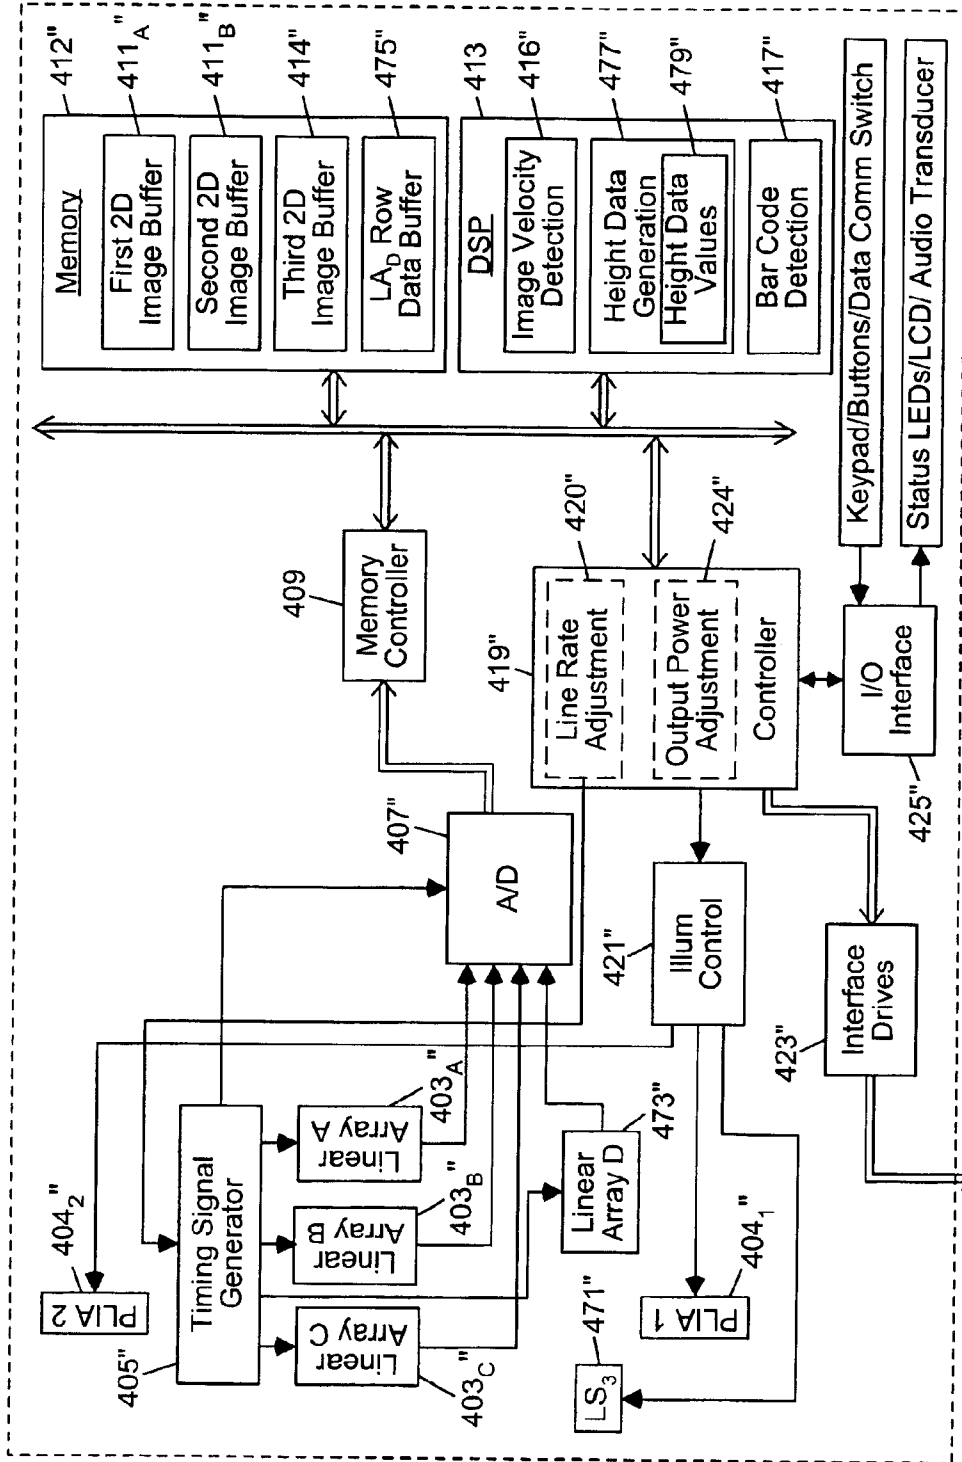 412"
411A"
411B"
414"
475"
Memory
First 2D
Image Buffer
Second 2D
Image Buffer
Third 2D
Image Buffer
LAD Row
Data Buffer
413
416"
477"
479"
417"
DSP
Image Velocity
Detection
Height Data
Generation
Height Data
Values
Bar Code
Detection
Keypad/Buttons/Data Comm Switch
Status LEDs/LCD/ Audio Transducer
409
Memory
Controller
419"
420"
424"
Line Rate
Adjustment
Output Power
Adjustment
Controller
I/O
Interface
425"
407"
A/D
421"
Illum
Control
423"
Interface
Drives
4042"
PLIA 2
405"
Timing Signal
Generator
403A"
Linear
Array A
403B"
Linear
Array B
403C"
Linear
Array C
473"
Linear
Array D
471"
LS3
4041"
PLIA 1